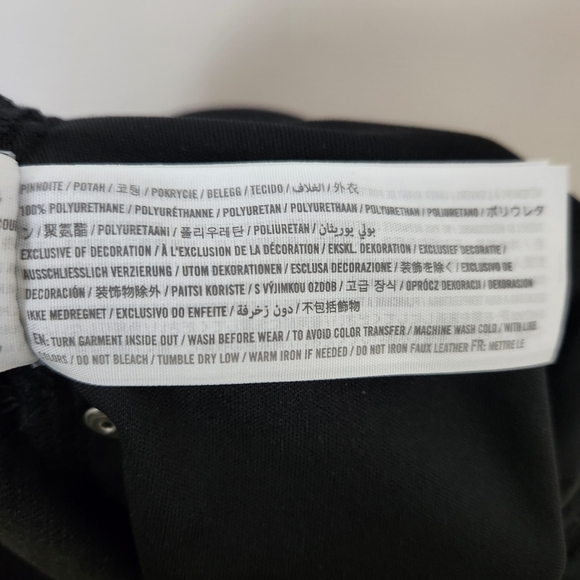 PINNOITE / POTAH / 코팅 / POKRYCIE / BELEGG / TECIDO / الغلاف / 外衣
100% POLYURETHANE / POLYURÉTHANNE / POLYURETAN / POLYURETHAAN / POLYURETHAN / POLIURETANO / ポリウレタ
ン / 聚氨酯 / POLYURETAANI / 폴리우레탄 / POLIURETAN / بولي يوريثان
EXCLUSIVE OF DECORATION / À L'EXCLUSION DE LA DÉCORATION / EKSKL. DEKORATION / EXCLUSIEF DECORATIE /
AUSSCHLIESSLICH VERZIERUNG / UTOM DEKORATIONEN / ESCLUSA DECORAZIONE / 装飾を除く / EXCLUSIVO DE
DECORACIÓN / 装饰物除外 / PAITSI KORISTE / S VÝJIMKOU OZDOB / 고급 장식 / OPRÓCZ DEKORACJI / DEKORASJON
IKKE MEDREGNET / EXCLUSIVO DO ENFEITE / دون زخرفة / 不包括飾物
EN: TURN GARMENT INSIDE OUT / WASH BEFORE WEAR / TO AVOID COLOR TRANSFER / MACHINE WASH COLD / WITH LIKE
COLORS / DO NOT BLEACH / TUMBLE DRY LOW / WARM IRON IF NEEDED / DO NOT IRON FAUX LEATHER FR: METTRE LE